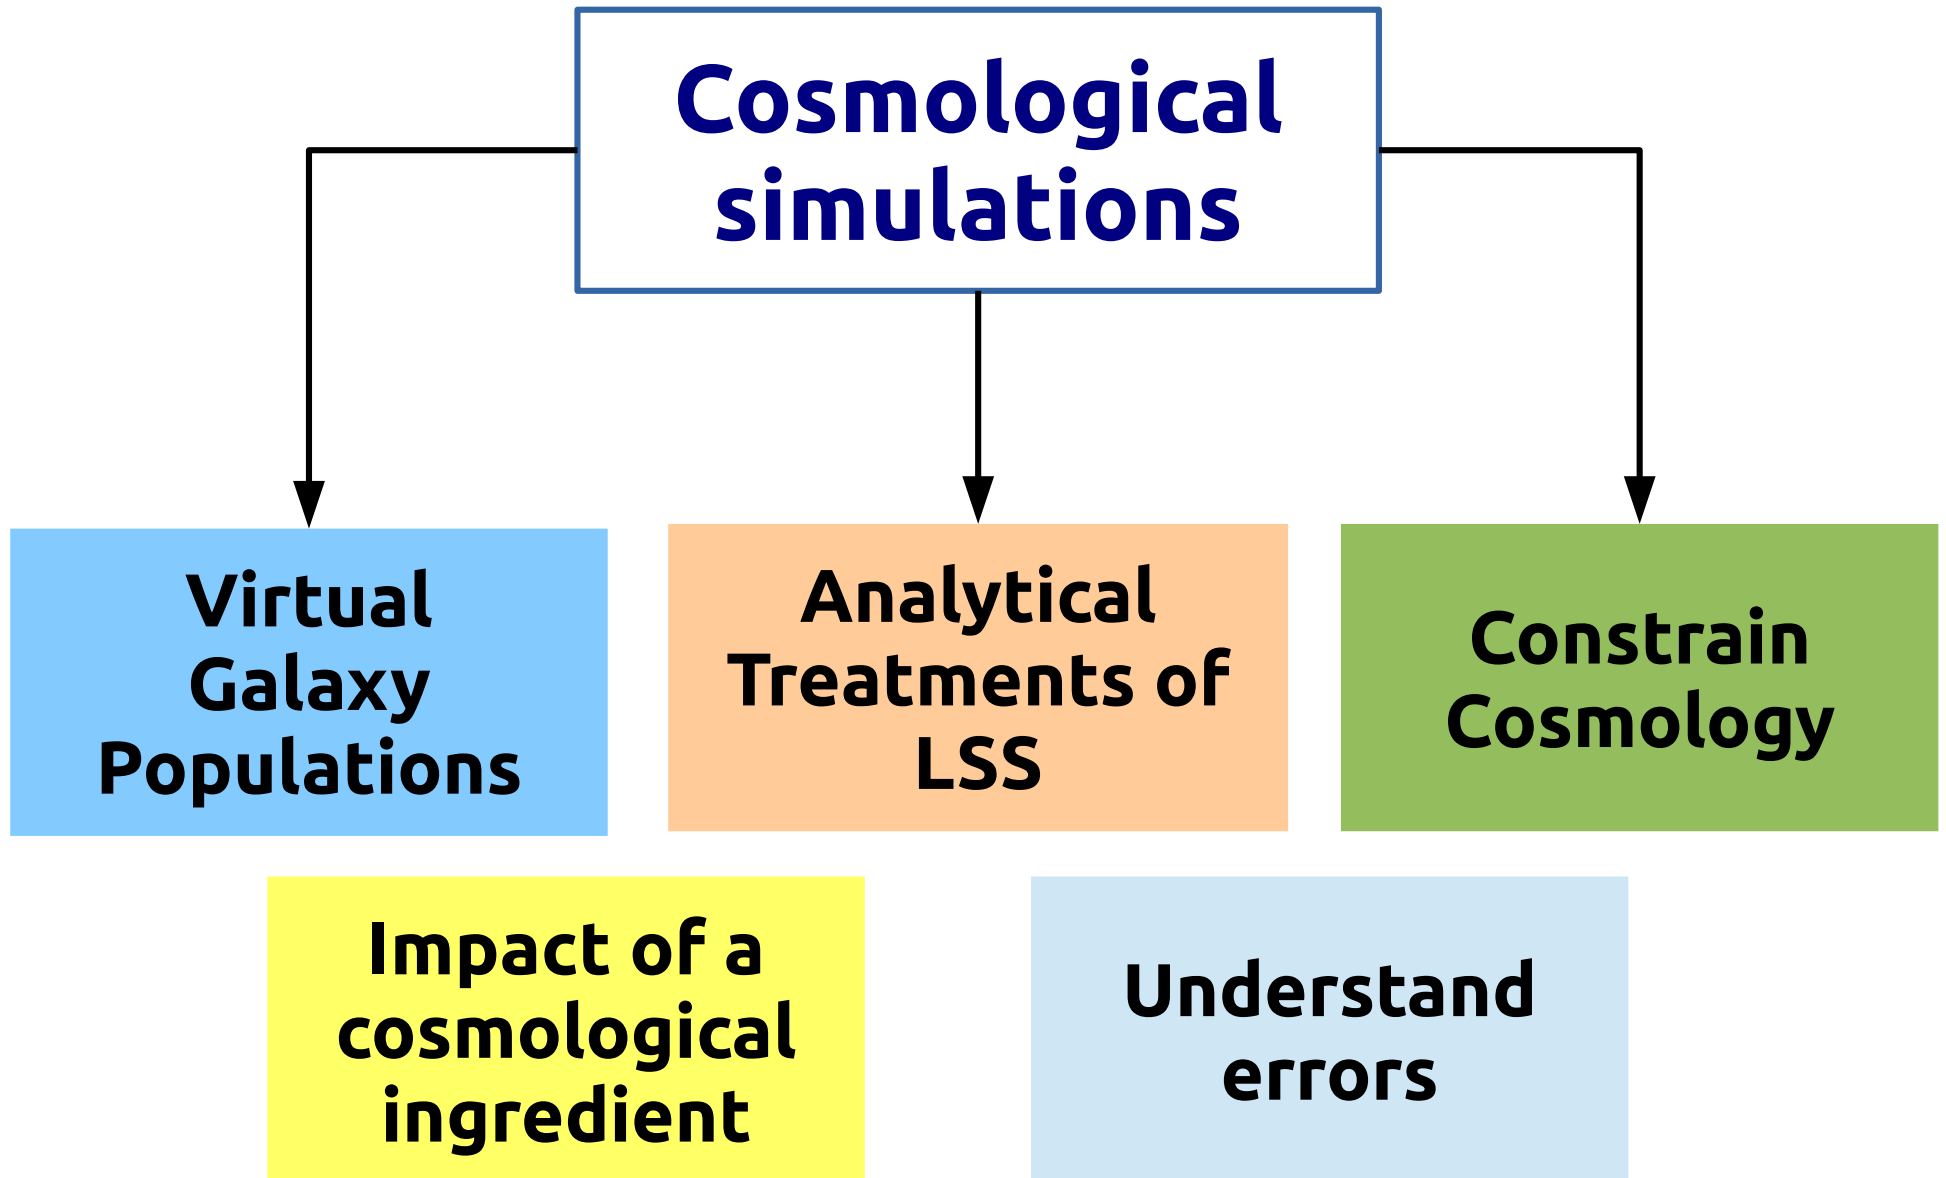 Cosmological
simulations
Virtual
Galaxy
Populations
Analytical
Treatments of
LSS
Constrain
Cosmology
Impact of a
cosmological
ingredient
Understand
errors